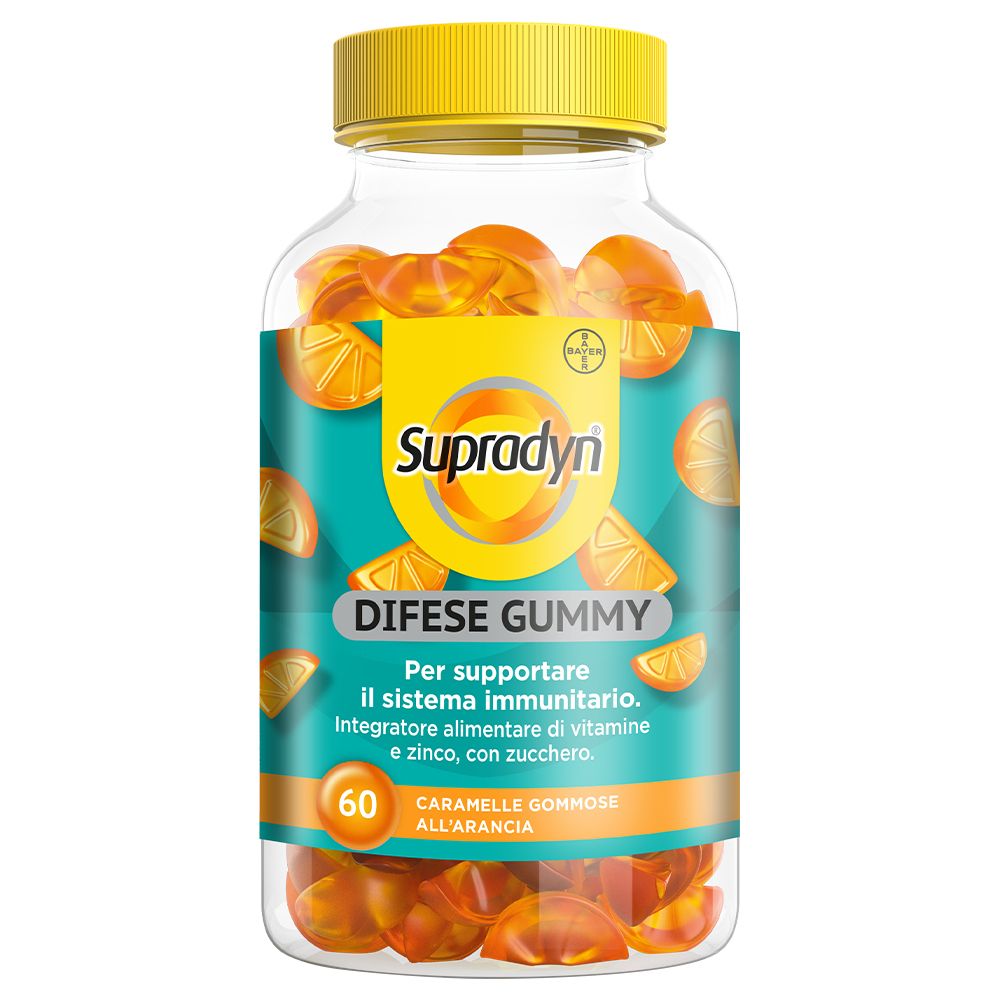 BAYER
BAYER
Supradyn®
DIFESE GUMMY
Per supportare
il sistema immunitario.
Integratore alimentare di vitamine
e zinco, con zucchero.
60
CARAMELLE GOMMOSE
ALL'ARANCIA